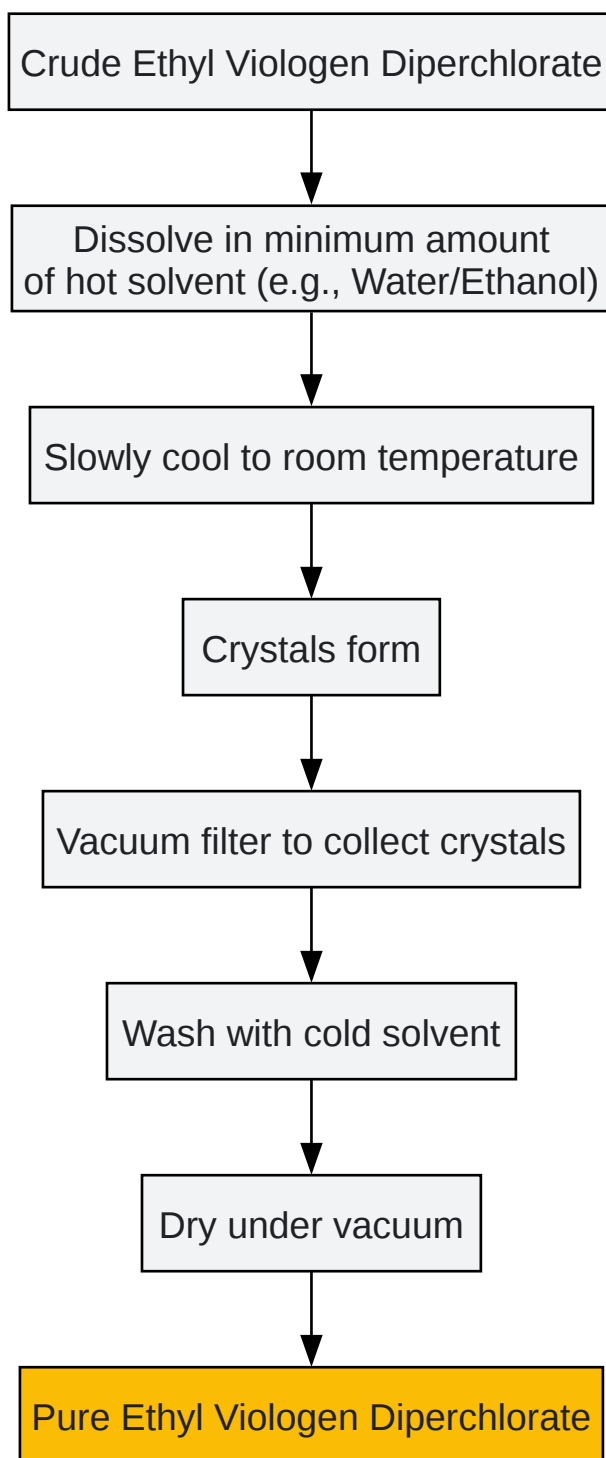 Crude Ethyl Viologen Diperchlorate
Dissolve in minimum amount
of hot solvent (e.g., Water/Ethanol)
Slowly cool to room temperature
Crystals form
Vacuum filter to collect crystals
Wash with cold solvent
Dry under vacuum
Pure Ethyl Viologen Diperchlorate